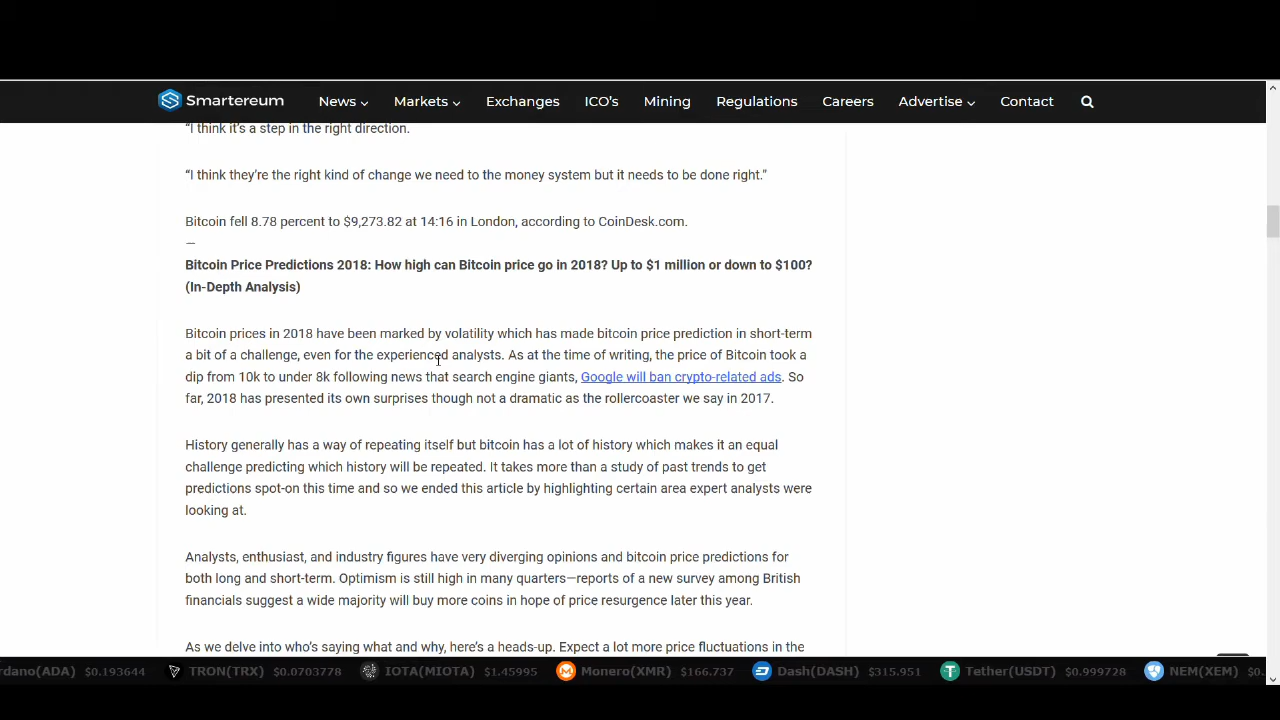 Smartereum News Markets Exchanges ICO's Mining Regulations Careers Advertise Contact
“I think it’s a step in the right direction.
“I think they’re the right kind of change we need to the money system but it needs to be done right.”
Bitcoin fell 8.78 percent to $9,273.82 at 14:16 in London, according to CoinDesk.com.
—
Bitcoin Price Predictions 2018: How high can Bitcoin price go in 2018? Up to $1 million or down to $100?
(In-Depth Analysis)
Bitcoin prices in 2018 have been marked by volatility which has made bitcoin price prediction in short-term
a bit of a challenge, even for the experienced analysts. As at the time of writing, the price of Bitcoin took a
dip from 10k to under 8k following news that search engine giants, Google will ban crypto-related ads. So
far, 2018 has presented its own surprises though not a dramatic as the rollercoaster we say in 2017.
History generally has a way of repeating itself but bitcoin has a lot of history which makes it an equal
challenge predicting which history will be repeated. It takes more than a study of past trends to get
predictions spot-on this time and so we ended this article by highlighting certain area expert analysts were
looking at.
Analysts, enthusiast, and industry figures have very diverging opinions and bitcoin price predictions for
both long and short-term. Optimism is still high in many quarters—reports of a new survey among British
financials suggest a wide majority will buy more coins in hope of price resurgence later this year.
As we delve into who’s saying what and why, here’s a heads-up. Expect a lot more price fluctuations in the
rdano(ADA) $0.193644 TRON(TRX) $0.0703778 IOTA(MIOTA) $1.45995 Monero(XMR) $166.737 Dash(DASH) $315.951 Tether(USDT) $0.999728 NEM(XEM) $0.